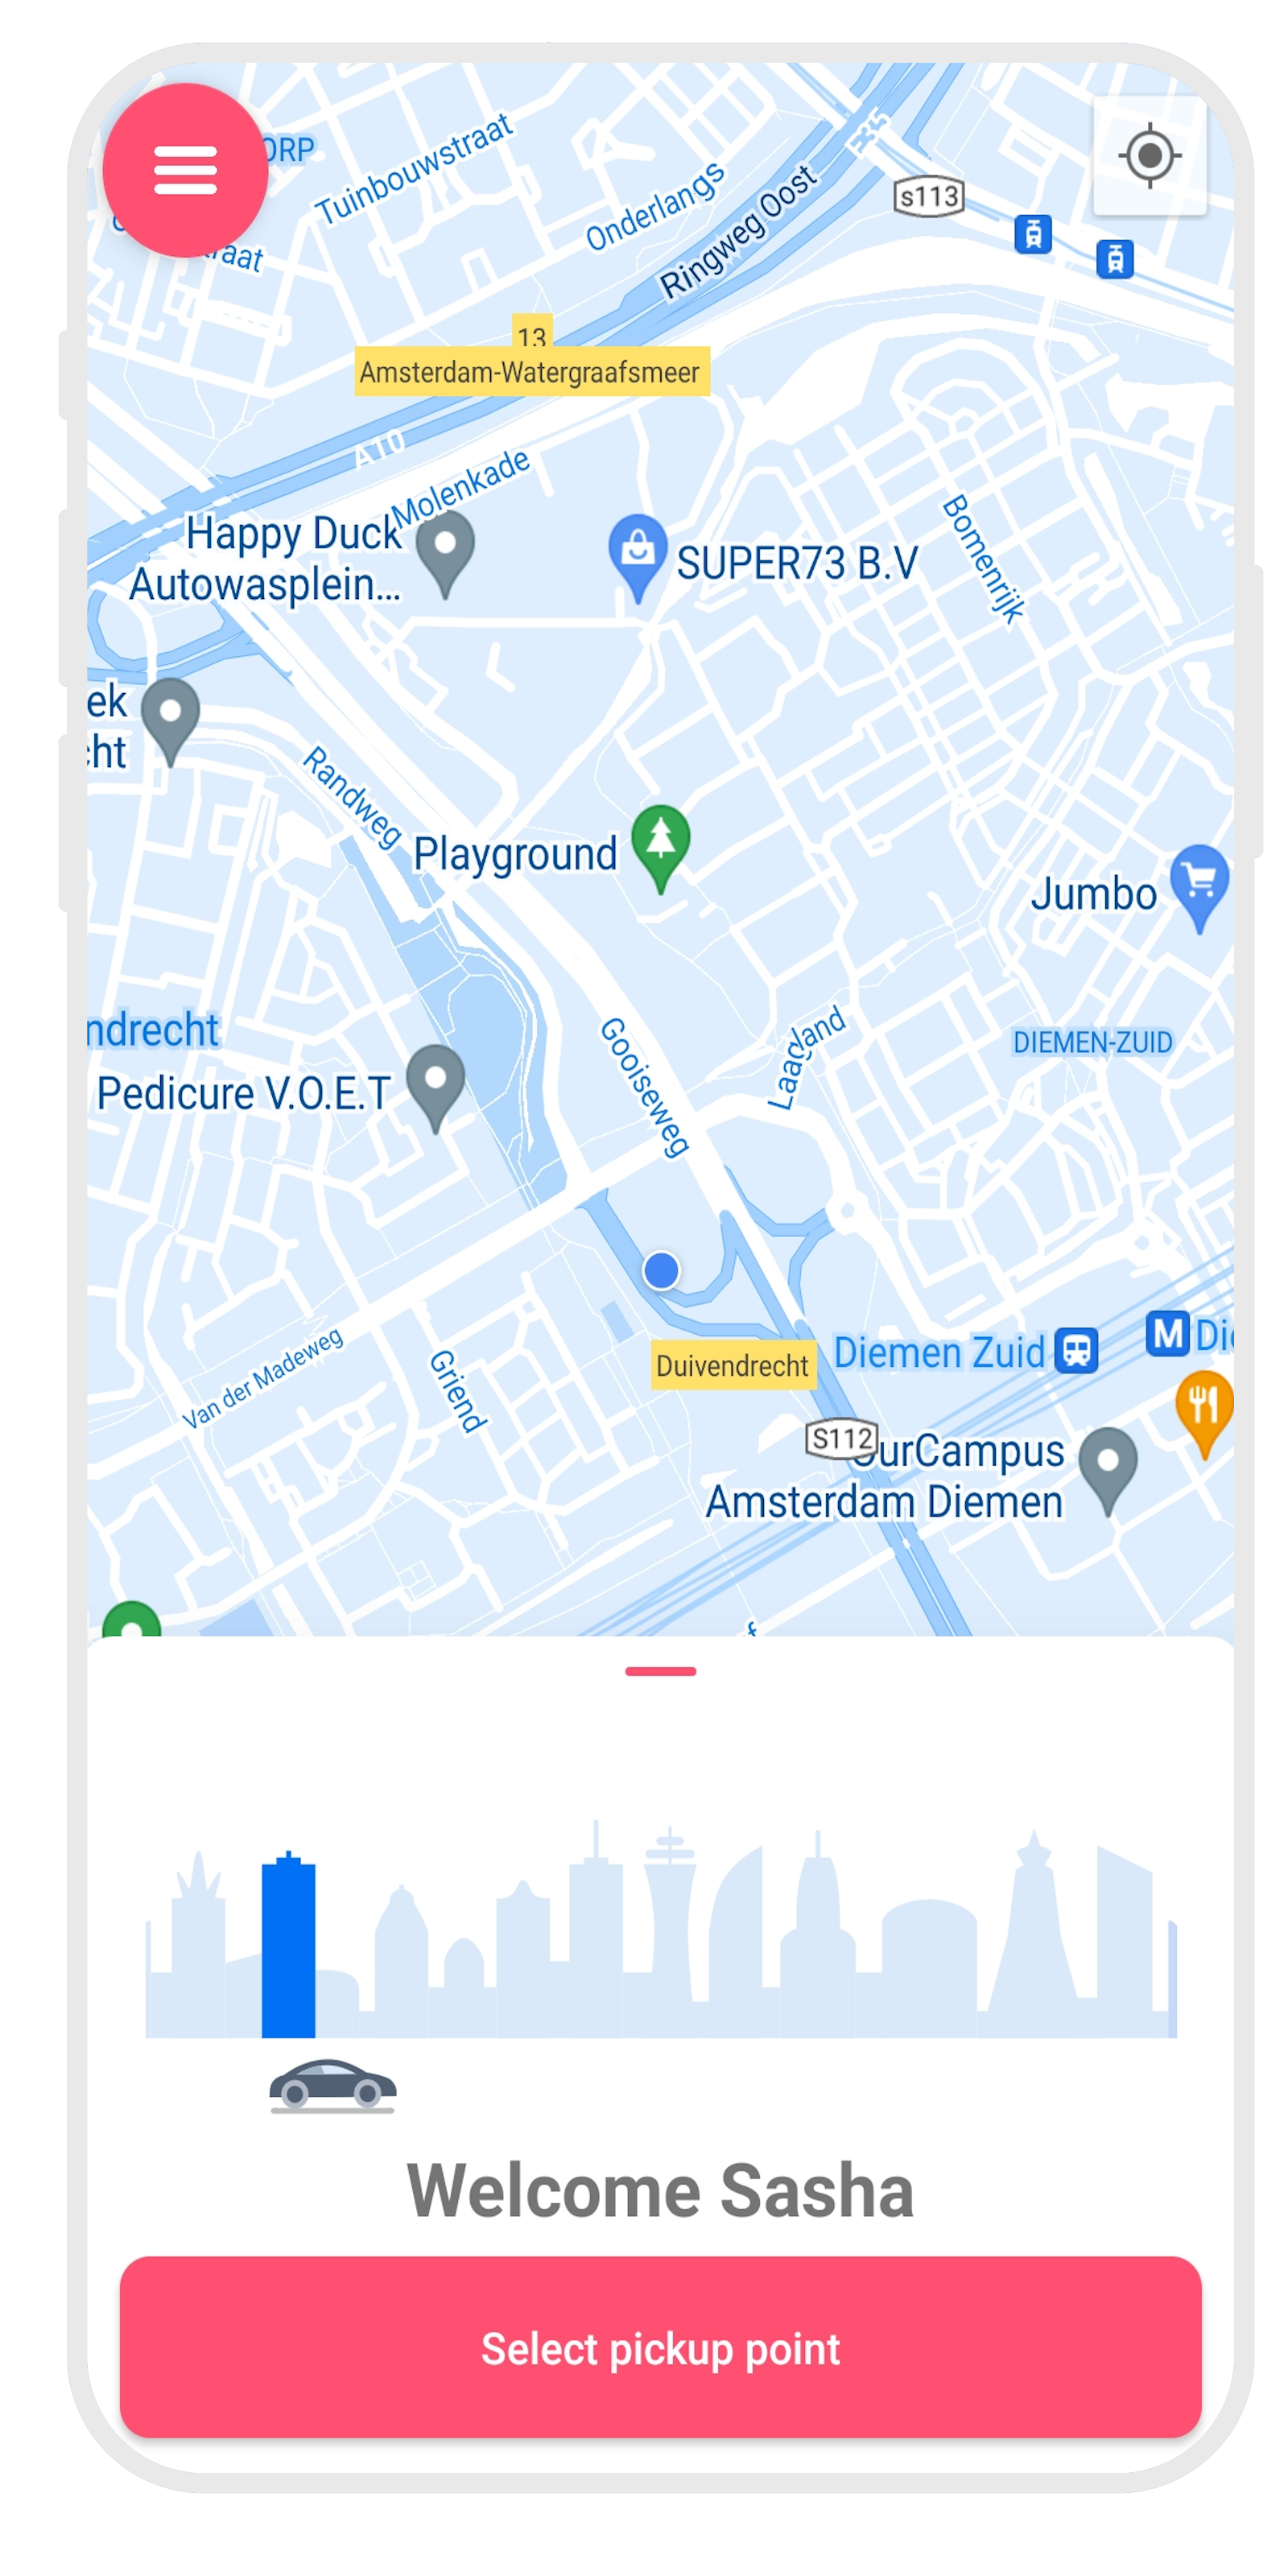 ORP
Tuinbouwstraat
Onderlangs
Ringweg Oost
E35
s113
raat
13
Amsterdam-Watergraafsmeer
A10
Molenkade
Happy Duck
Autowasplein...
SUPER73 B.V
Bomenrijk
ek
cht
Randweg
Playground
Jumbo
ndrecht
Gooiseweg
Laagland
DIEMEN-ZUID
Pedicure V.O.E.T
Van der Madeweg
Griend
Duivendrecht
Diemen Zuid
M Die
S112
urCampus
Amsterdam Diemen
Welcome Sasha
Select pickup point